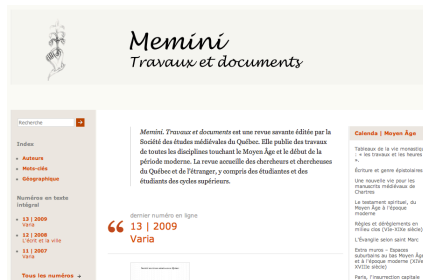 Memini
Travaux et documents
Recherche
Index
Auteurs
Mots-clés
Géographique
Numéros en texte
intégral
13 | 2009
Varia
12 | 2008
L'écrit et la ville
11 | 2007
Varia
Tous les numéros →
Memini. Travaux et documents est une revue savante éditée par la
Société des études médiévales du Québec. Elle publie des travaux
de toutes les disciplines touchant le Moyen Âge et le début de la
période moderne. La revue accueille des chercheurs et chercheuses
du Québec et de l'étranger, y compris des étudiantes et des
étudiants des cycles supérieurs.
dernier numéro en ligne
13 | 2009
Varia
Calenda | Moyen Âge
Tableaux de la vie monastique
: « les travaux et les heures
».
Écriture et genre épistolaires
Une nouvelle vie pour les
manuscrits médiévaux de
Chartres
Le testament spirituel, du
Moyen Âge à l'époque
moderne
Règles et dérèglements en
milieu clos (VIe-XIXe siècle)
L'Évangile selon saint Marc
Extra muros – Espaces
suburbains au bas Moyen Âge
et à l'époque moderne (XIVe-
XVIIIe siècle)
Paris, l'insurrection capitale